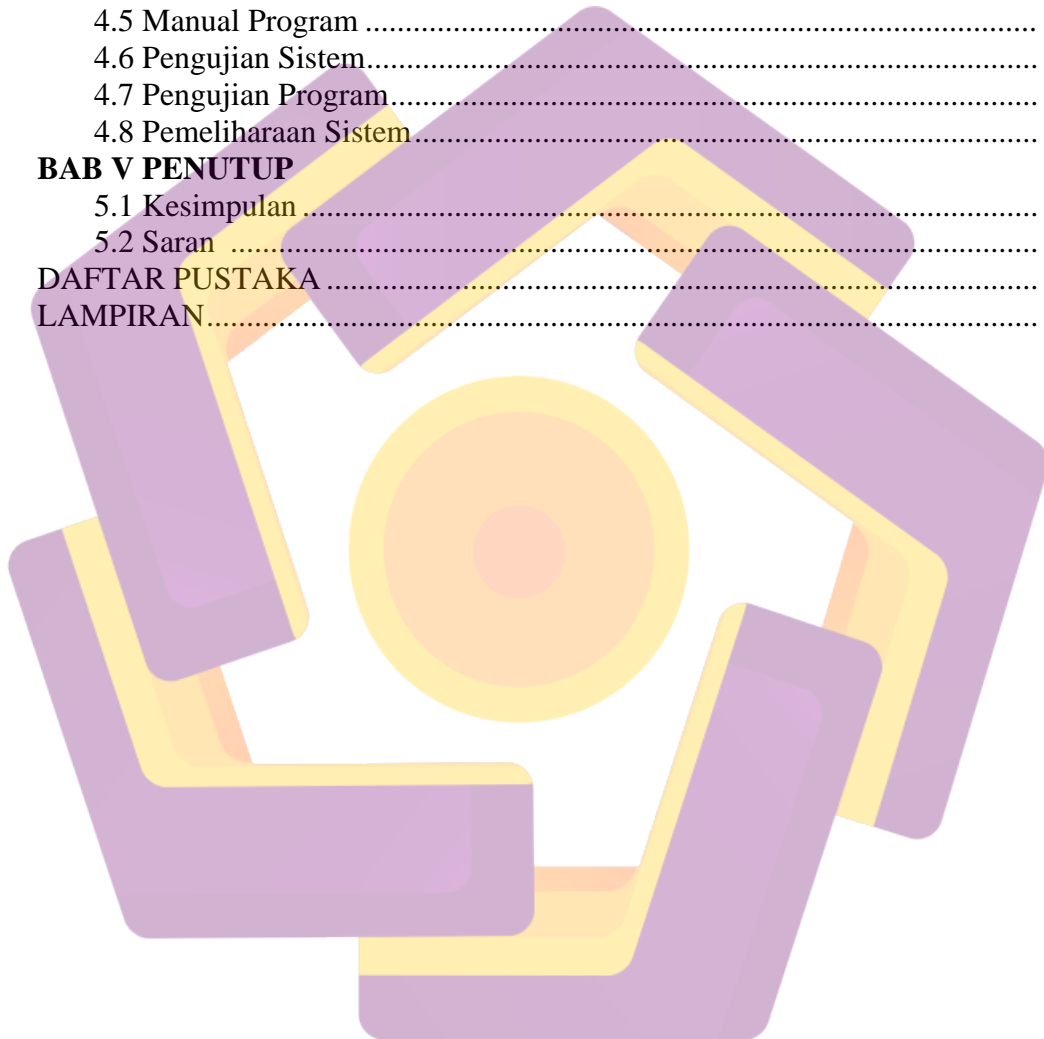 4.5 Manual Program ....................................................................................
4.6 Pengujian Sistem....................................................................................
4.7 Pengujian Program.................................................................................
4.8 Pemeliharaan Sistem..............................................................................
BAB V PENUTUP
5.1 Kesimpulan ............................................................................................
5.2 Saran .....................................................................................................
DAFTAR PUSTAKA ........................................................................................
LAMPIRAN.......................................................................................................